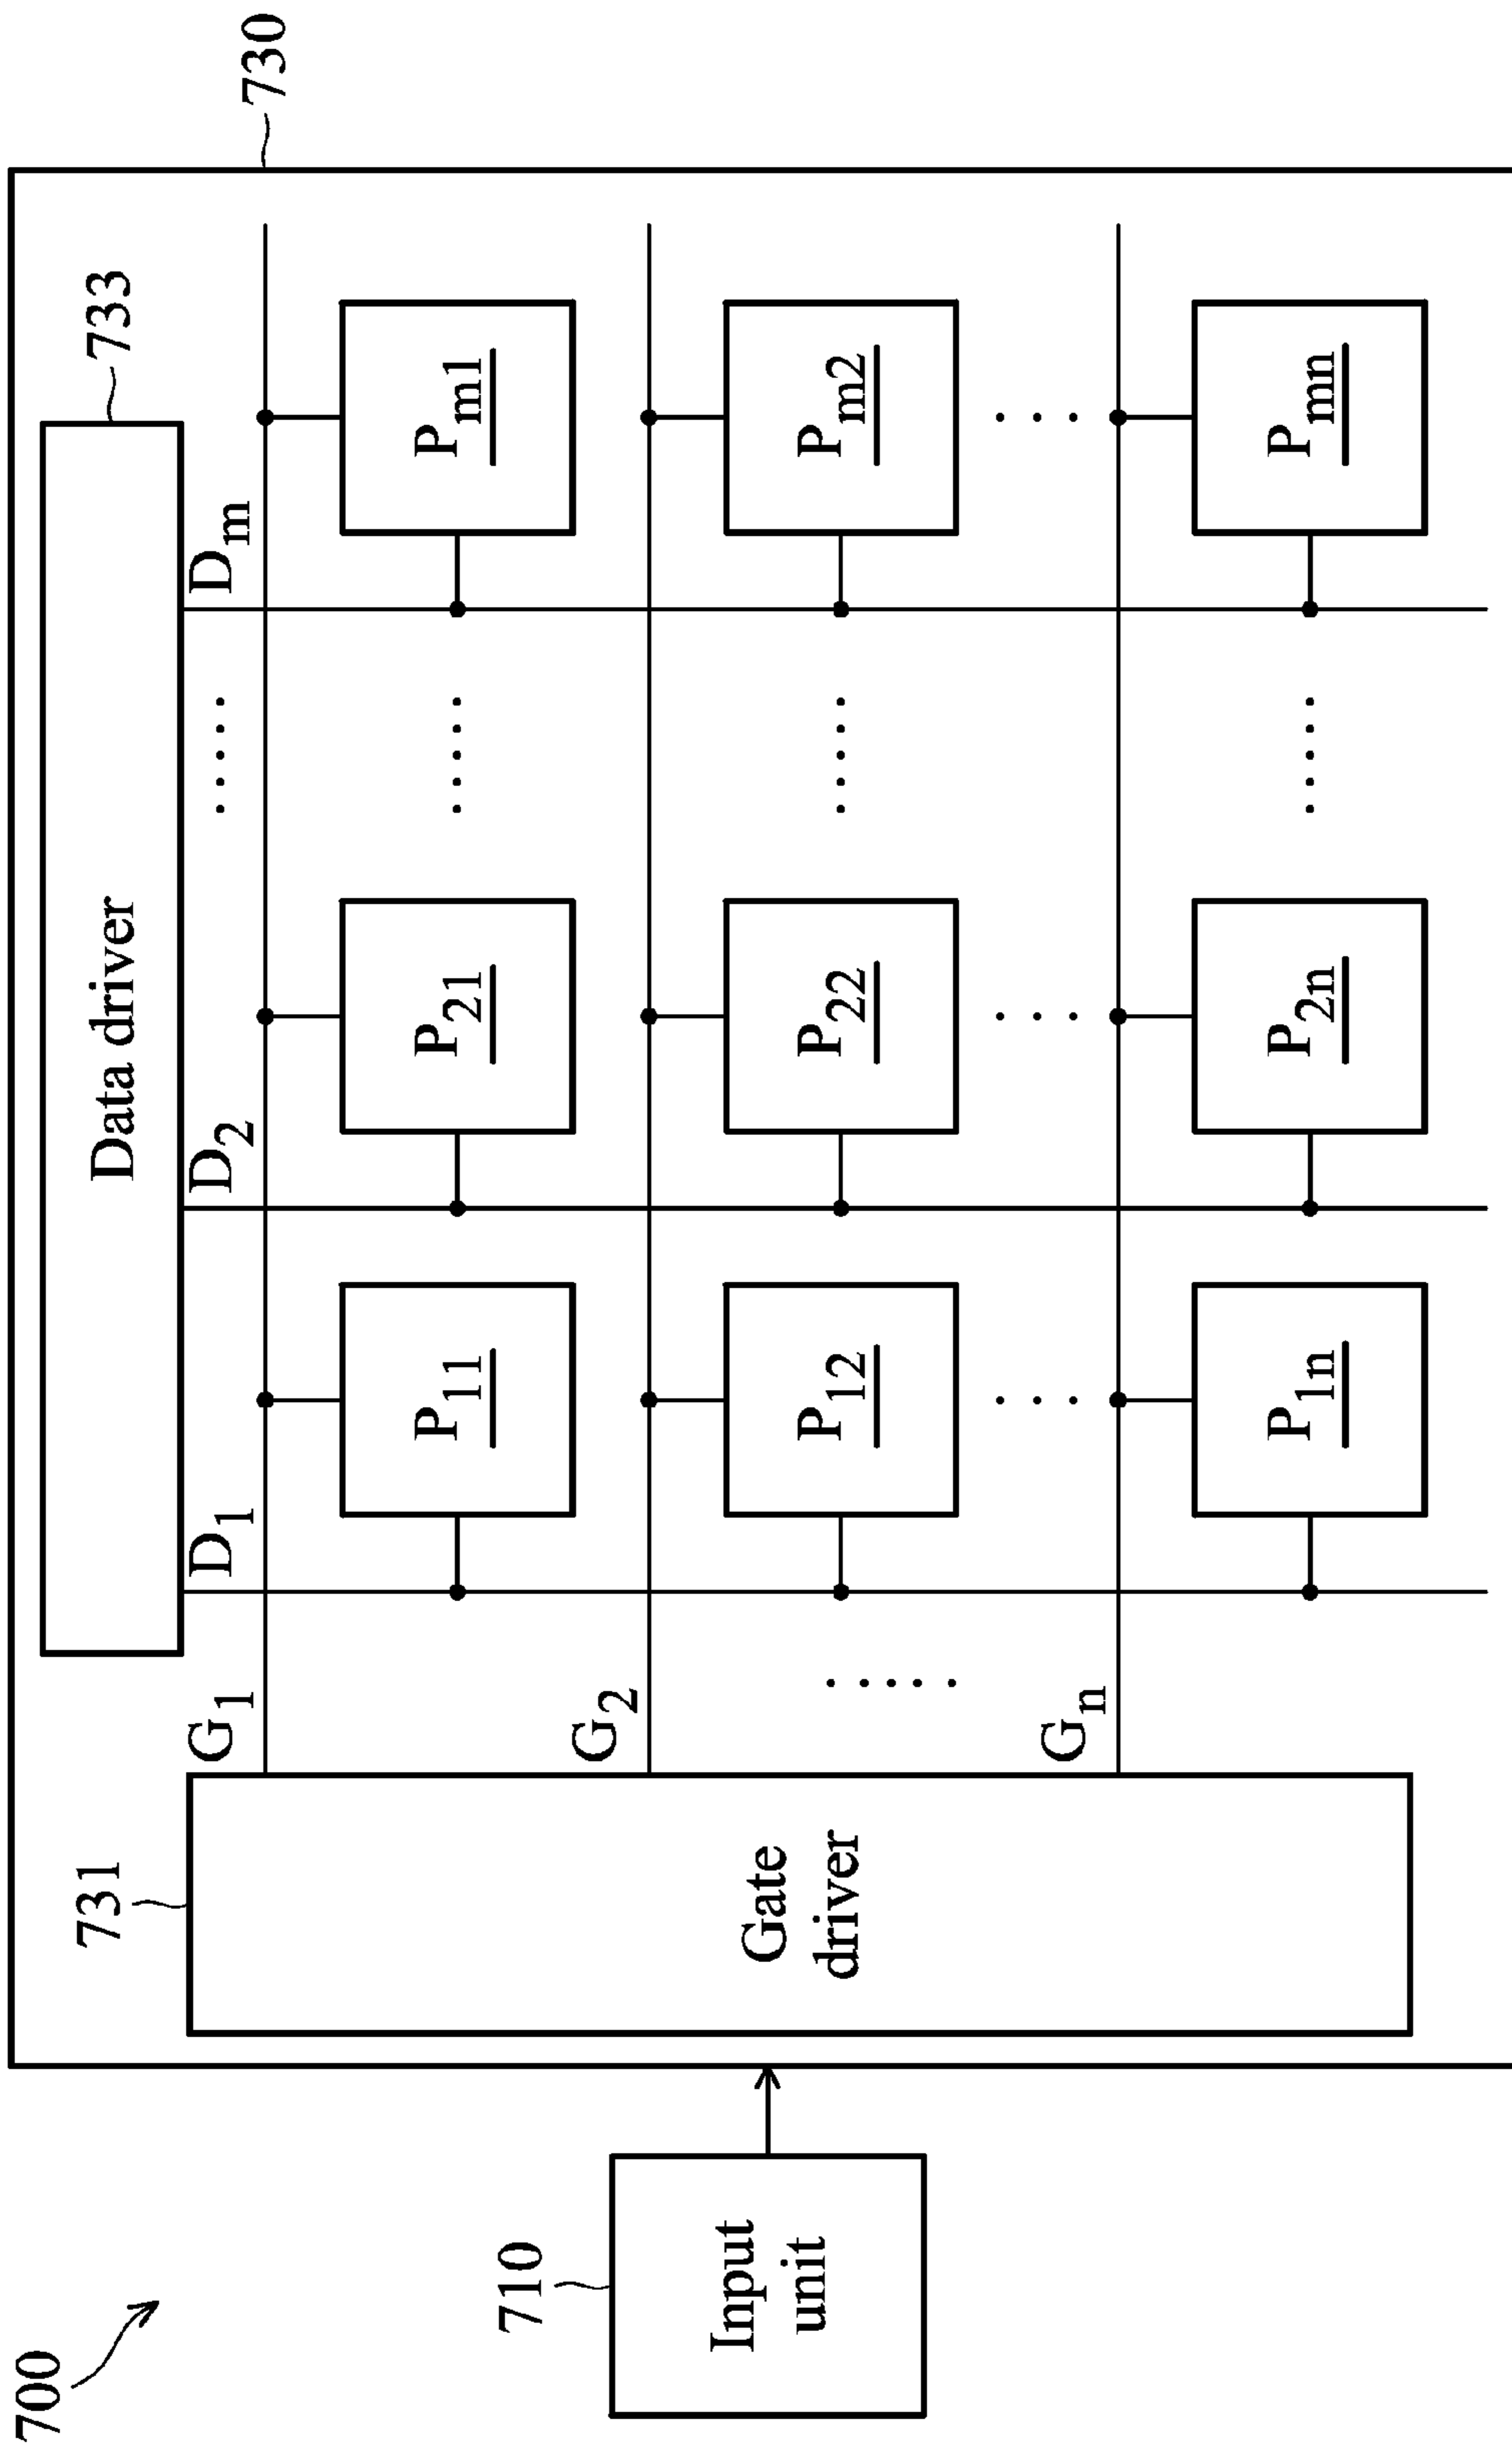 700
730
733
Data driver
731
G₁
D₁
D₂
.....
Dₘ
P₁₁
P₂₁
.....
Pₘ₁
710
Input
unit
Gate
driver
G₂
P₁₂
P₂₂
.....
Pₘ₂
.....
...
...
...
Gₙ
P₁ₙ
P₂ₙ
.....
Pₘₙ